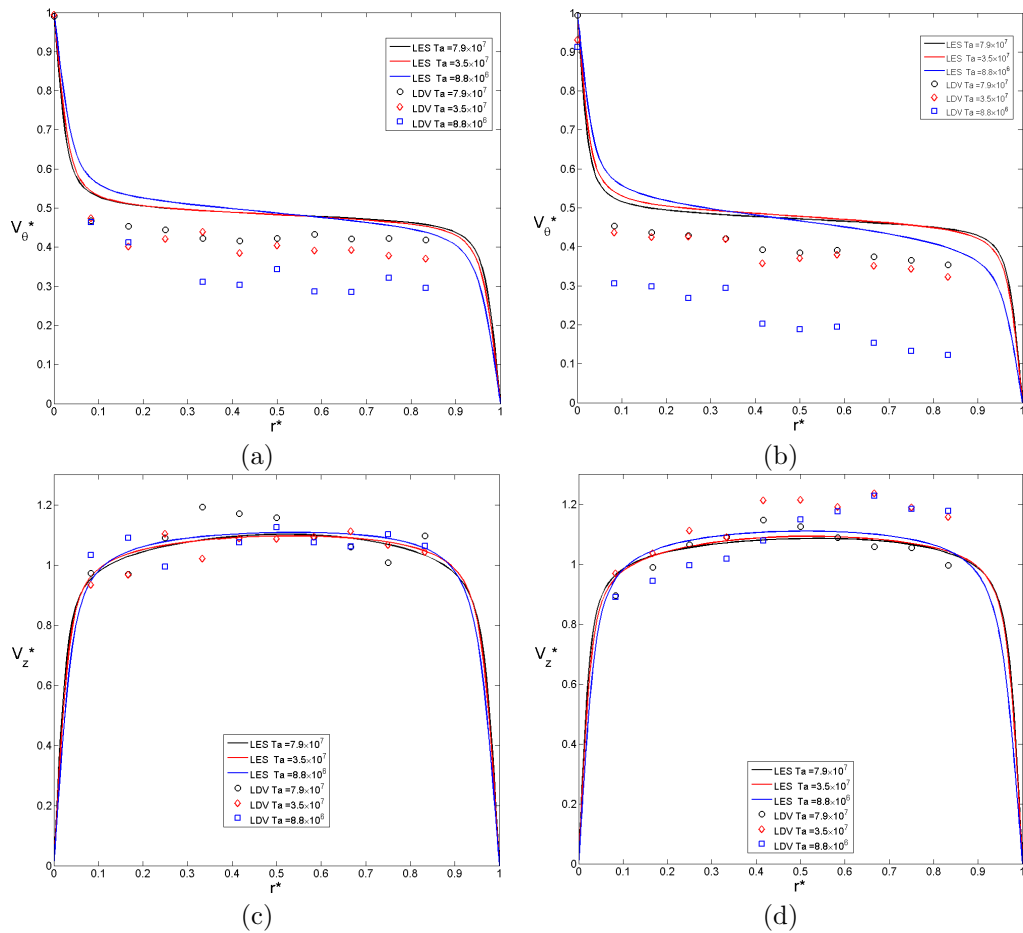 1
0.9
0.8
0.7
0.6
0.5
0.4
0.3
0.2
0.1
0
V_θ*
LES Ta =7.9×10^7
LES Ta =3.5×10^7
LES Ta =8.8×10^6
LDV Ta =7.9×10^7
LDV Ta =3.5×10^7
LDV Ta =8.8×10^6
0 0.1 0.2 0.3 0.4 0.5 0.6 0.7 0.8 0.9 1
r*
(a)
1
0.9
0.8
0.7
0.6
0.5
0.4
0.3
0.2
0.1
0
V_θ*
LES Ta =7.9×10^7
LES Ta =3.5×10^7
LES Ta =8.8×10^6
LDV Ta =7.9×10^7
LDV Ta =3.5×10^7
LDV Ta =8.8×10^6
0 0.1 0.2 0.3 0.4 0.5 0.6 0.7 0.8 0.9 1
r*
(b)
1.2
1
0.8
0.6
0.4
0.2
0
V_z*
LES Ta =7.9×10^7
LES Ta =3.5×10^7
LES Ta =8.8×10^6
LDV Ta =7.9×10^7
LDV Ta =3.5×10^7
LDV Ta =8.8×10^6
0 0.1 0.2 0.3 0.4 0.5 0.6 0.7 0.8 0.9 1
r*
(c)
1.2
1
0.8
0.6
0.4
0.2
0
V_z*
LES Ta =7.9×10^7
LES Ta =3.5×10^7
LES Ta =8.8×10^6
LDV Ta =7.9×10^7
LDV Ta =3.5×10^7
LDV Ta =8.8×10^6
0 0.1 0.2 0.3 0.4 0.5 0.6 0.7 0.8 0.9 1
r*
(d)